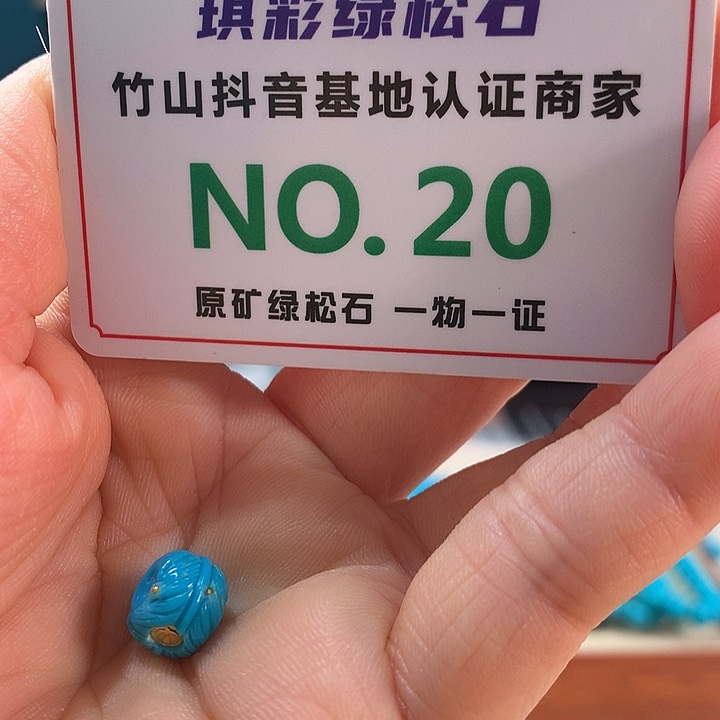 琪彩绿松石
竹山抖音基地认证商家
NO.20
原矿绿松石 一物一证